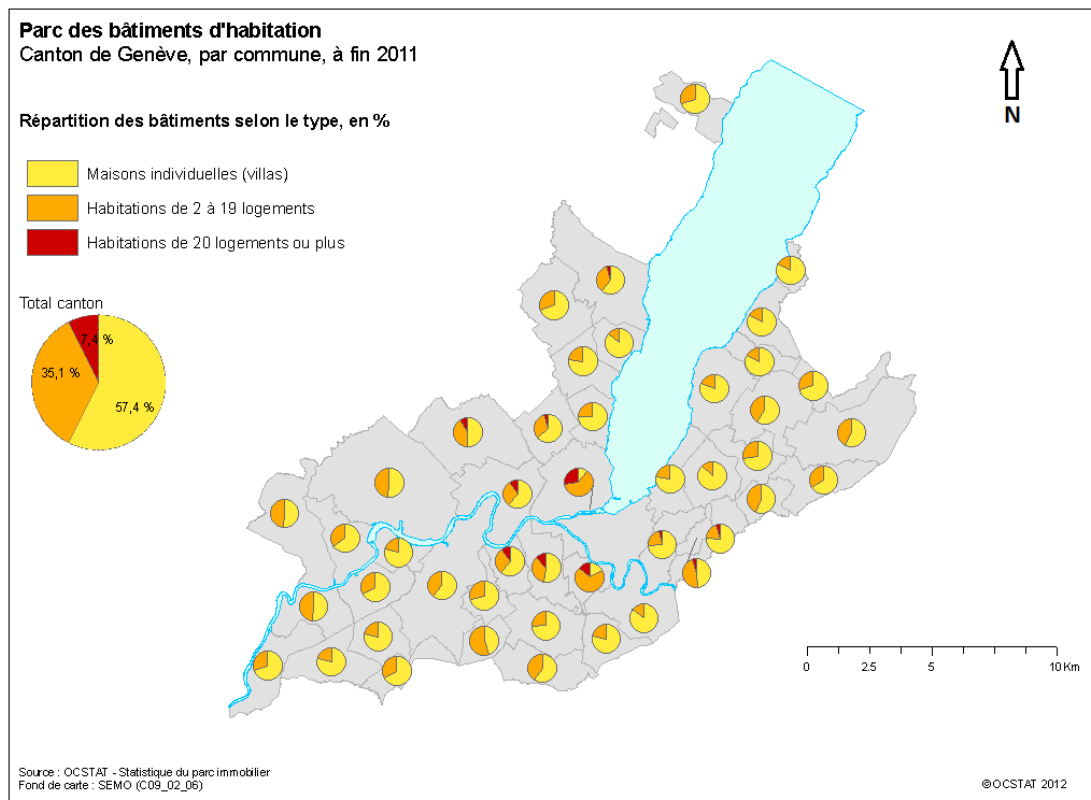 Parc des bâtiments d'habitation
Canton de Genève, par commune, à fin 2011
N
Répartition des bâtiments selon le type, en %
Maisons individuelles (villas)
Habitations de 2 à 19 logements
Habitations de 20 logements ou plus
Total canton
7,4 %
35,1 %
57,4 %
0 2.5 5 10 Km
Source : OCSTAT - Statistique du parc immobilier
Fond de carte : SEMO (C09_02_06)
©OCSTAT 2012